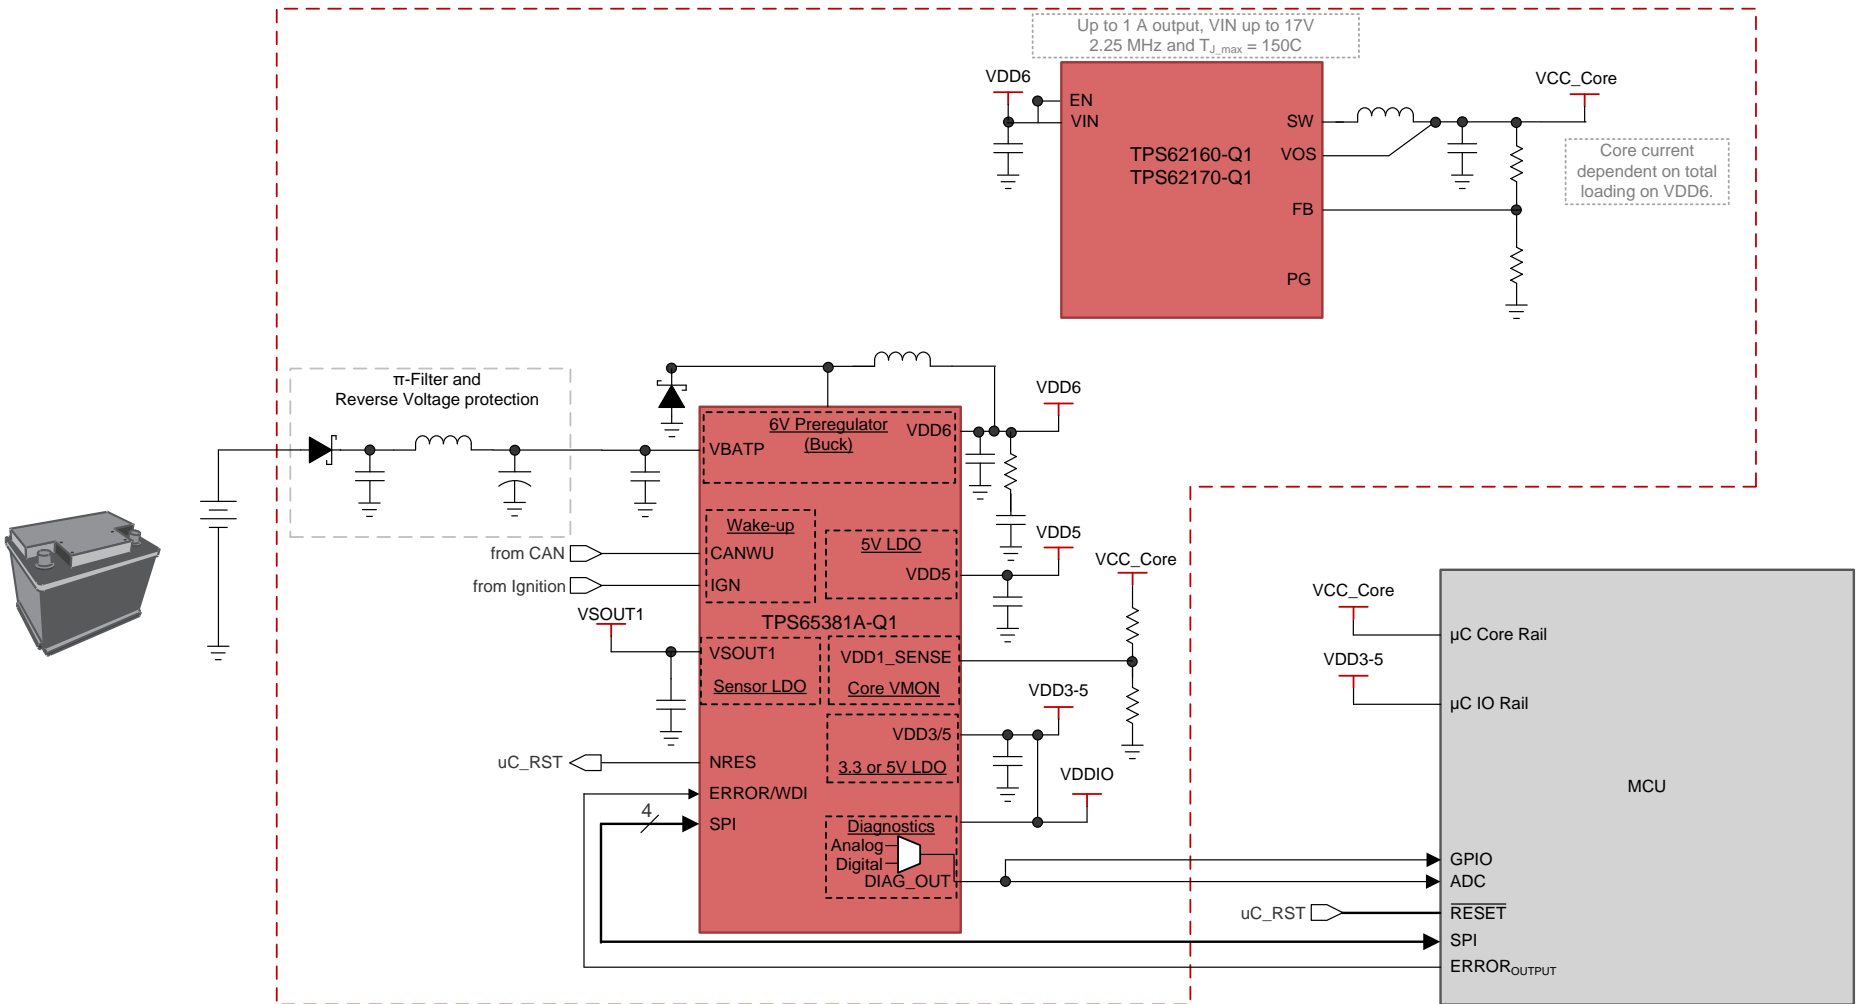 Up to 1 A output, VIN up to 17V
2.25 MHz and TJ_max = 150C
VDD6
EN
VIN
TPS62160-Q1
TPS62170-Q1
SW
VOS
FB
PG
VCC_Core
Core current
dependent on total
loading on VDD6.
π-Filter and
Reverse Voltage protection
6V Preregulator
(Buck)
VDD6
VBATP
VDD6
Wake-up
CANWU
IGN
from CAN
from Ignition
5V LDO
VDD5
VDD5
VCC_Core
TPS65381A-Q1
VSOUT1
VSOUT1
Sensor LDO
VDD1_SENSE
Core VMON
VDD3-5
VDD3/5
3.3 or 5V LDO
VDDIO
uC_RST
NRES
ERROR/WDI
4
SPI
Diagnostics
Analog
Digital
DIAG_OUT
VCC_Core
µC Core Rail
VDD3-5
µC IO Rail
MCU
GPIO
ADC
uC_RST
RESET
SPI
ERROROUTPUT